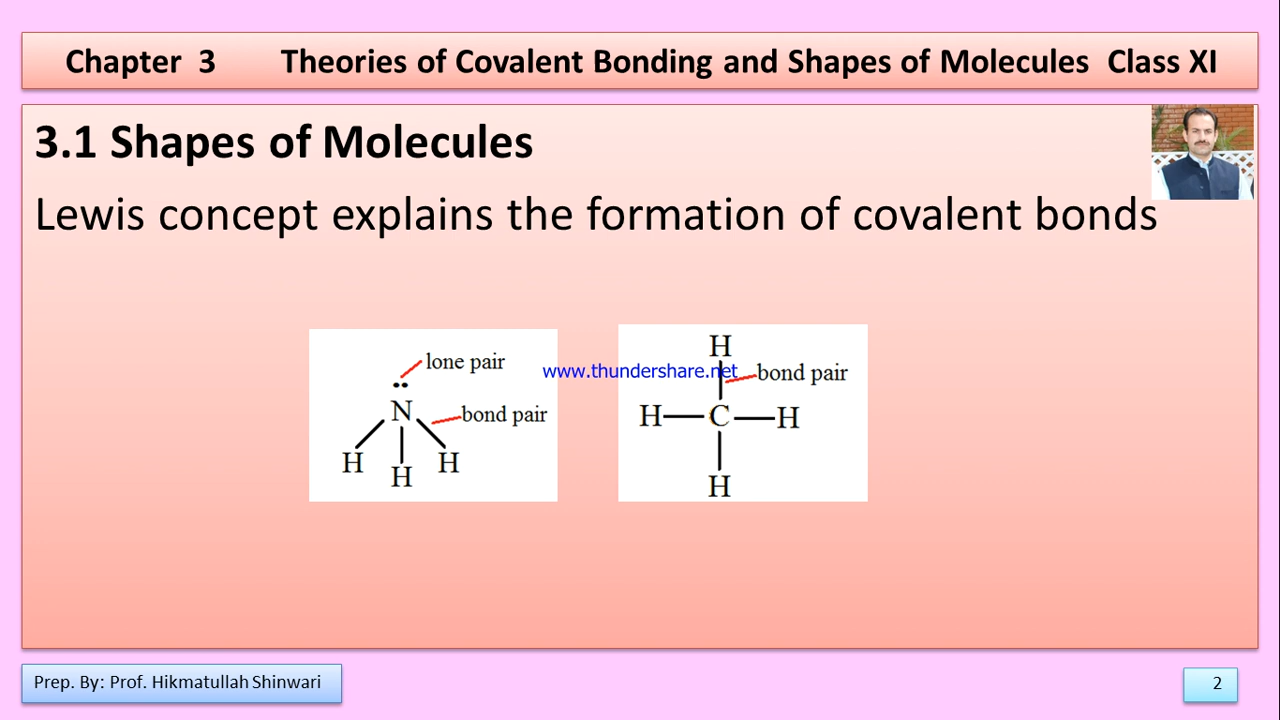 Chapter 3 Theories of Covalent Bonding and Shapes of Molecules Class XI
3.1 Shapes of Molecules
Lewis concept explains the formation of covalent bonds
lone pair
N
bond pair
H H H
www.thundershare.net
H
bond pair
H C H
H
Prep. By: Prof. Hikmatullah Shinwari
2